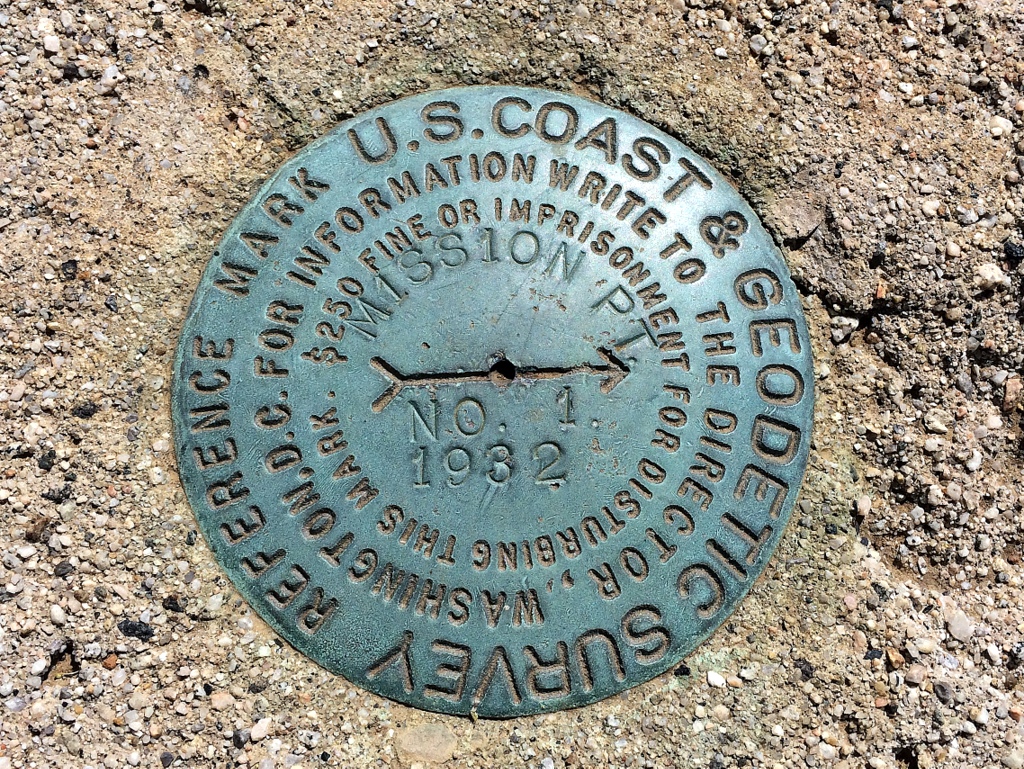 U.S. COAST & GEODETIC SURVEY
REFERENCE MARK
FOR INFORMATION WRITE TO THE DIRECTOR,, WASHINGTON, D.C.
$250 FINE OR IMPRISONMENT FOR DISTURBING THIS MARK.
MISSION PT.
NO. 1.
1932